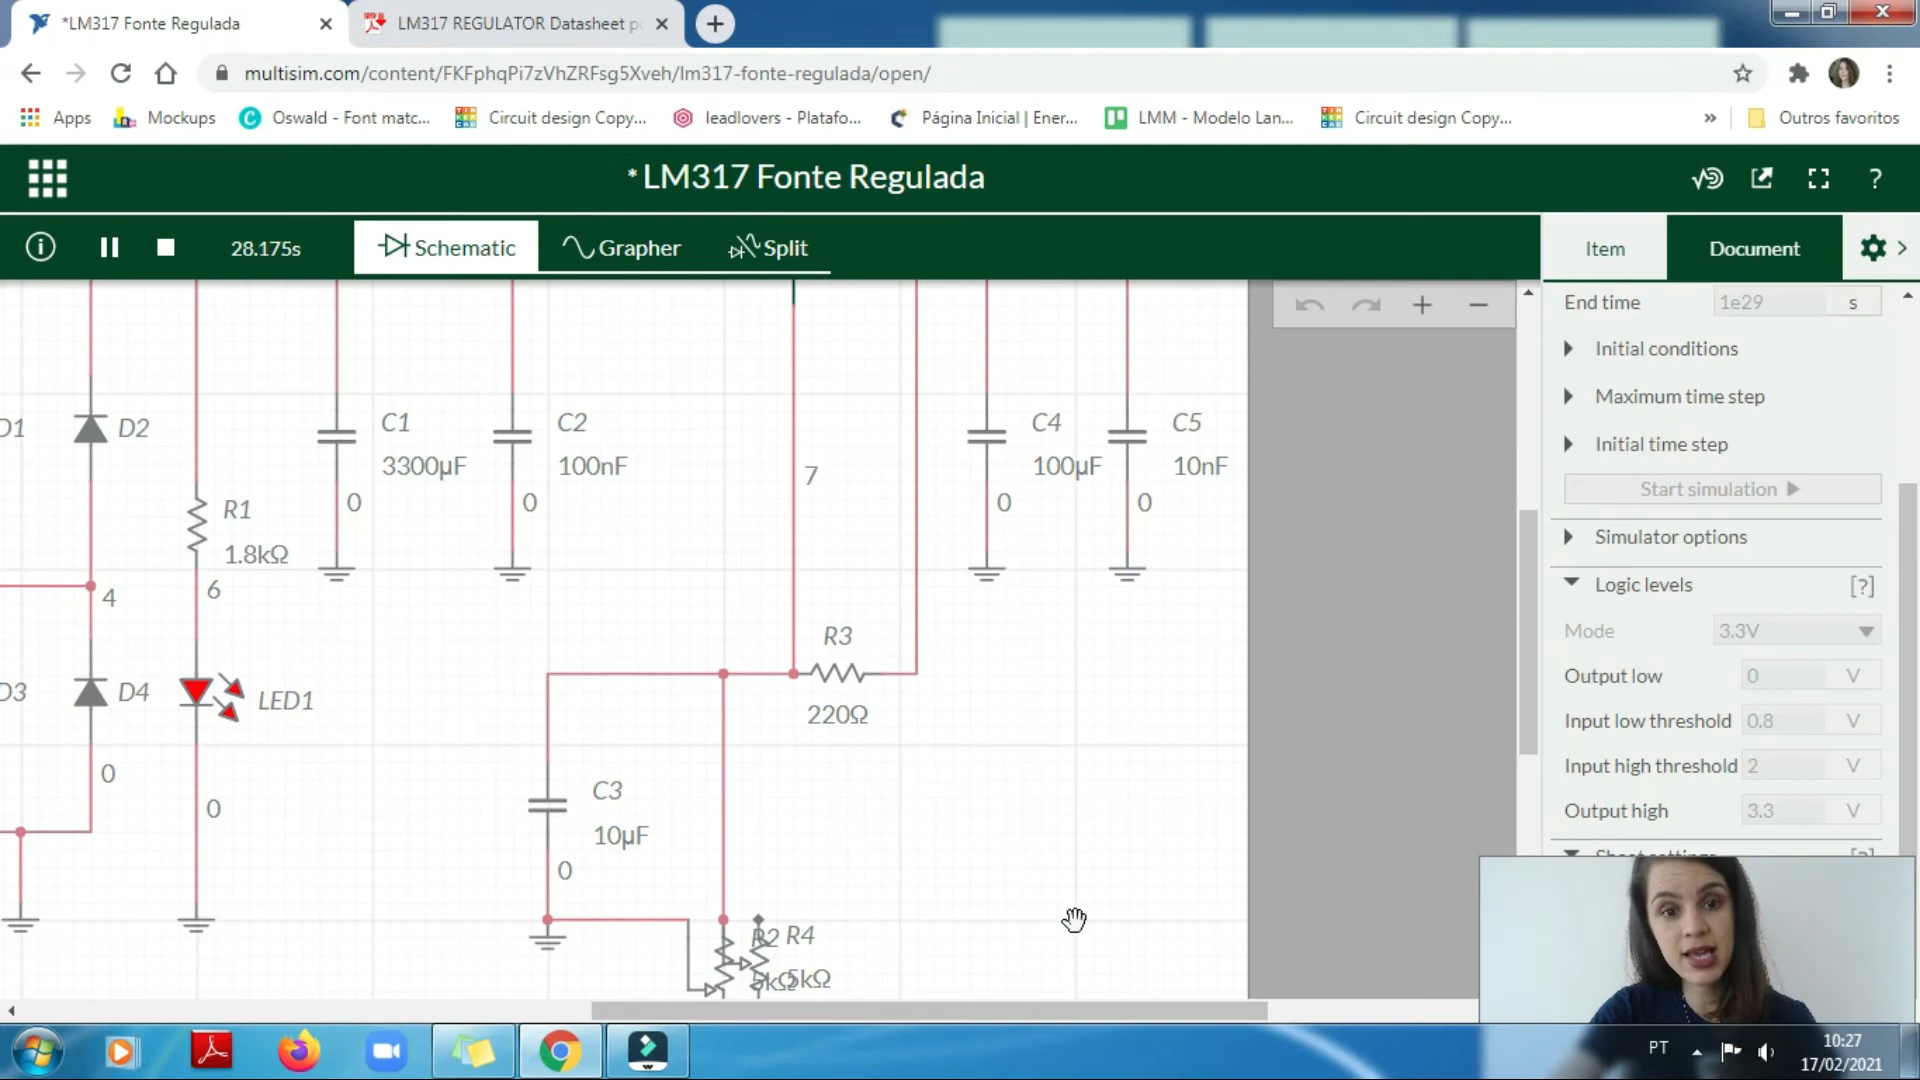 *LM317 Fonte Regulada
LM317 REGULATOR Datasheet p
multisim.com/content/FKFphqPi7zVhZRFsg5Xveh/lm317-fonte-regulada/open/
Apps
Mockups
Oswald - Font matc...
Circuit design Copy...
leadlovers - Platafo...
Página Inicial | Ener...
LMM - Modelo Lan...
Circuit design Copy...
»
Outros favoritos
* LM317 Fonte Regulada
?
28.175s
Schematic
Grapher
Split
Item
Document
End time
1e29
s
Initial conditions
Maximum time step
Initial time step
Start simulation
Simulator options
Logic levels
[?]
Mode
3.3V
Output low
0
V
Input low threshold
0.8
V
Input high threshold
2
V
Output high
3.3
V
D1
D2
C1
3300µF
0
C2
100nF
0
7
C4
100µF
0
C5
10nF
0
R1
1.8kΩ
4
6
R3
220Ω
D3
D4
LED1
0
0
C3
10µF
0
R2
R4
5kΩ
5kΩ
PT
10:27
17/02/2021